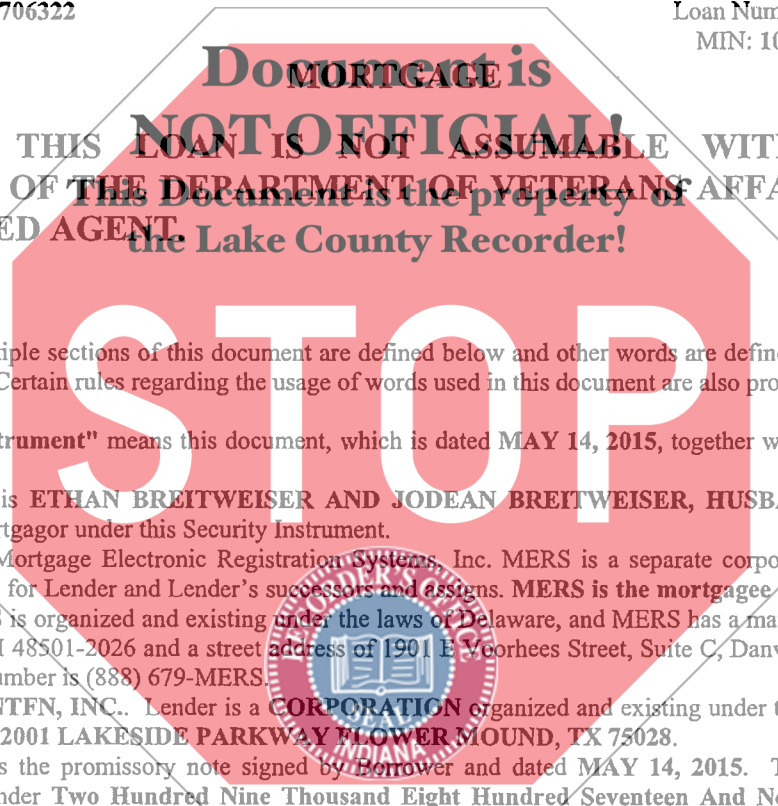 706322
Loan Num
MIN: 10
Document is
MORTGAGE
NOT OFFICIAL!
THIS LOAN IS NOT ASSUMABLE WIT
This Document is the property of
OF THE DEPARTMENT OF VETERANS AFFA
the Lake County Recorder!
ED AGENT.
STOP
tiple sections of this document are defined below and other words are define
Certain rules regarding the usage of words used in this document are also pro
trument" means this document, which is dated MAY 14, 2015, together w
is ETHAN BREITWEISER AND JODEAN BREITWEISER, HUSBA
rtgagor under this Security Instrument.
Mortgage Electronic Registration Systems, Inc. MERS is a separate corpo
for Lender and Lender's successors and assigns. MERS is the mortgagee
S is organized and existing under the laws of Delaware, and MERS has a ma
I 48501-2026 and a street address of 1901 E Voorhees Street, Suite C, Danv
umber is (888) 679-MERS.
NTFN, INC.. Lender is a CORPORATION organized and existing under t
2001 LAKESIDE PARKWAY FLOWER MOUND, TX 75028.
s the promissory note signed by Borrower and dated MAY 14, 2015. T
nder Two Hundred Nine Thousand Eight Hundred Seventeen And N
RECORDER'S OFFICE
SEAL
INDIANA